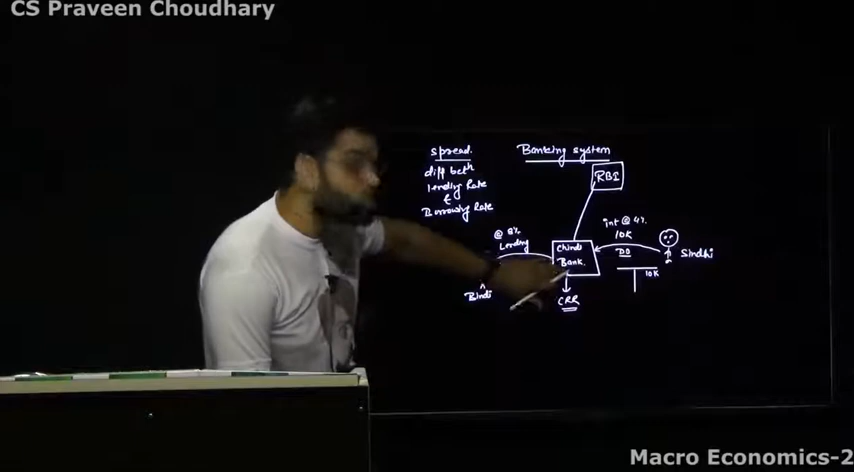 CS Praveen Choudhary
spread.
diff betn
lending Rate
&
Borrowing Rate
Banking system
RBI
int @ 4%
10K
DD
10K
Sindhi
Chindi
Bank.
@ 8%
Lending
Bindi
CRR
Macro Economics-2